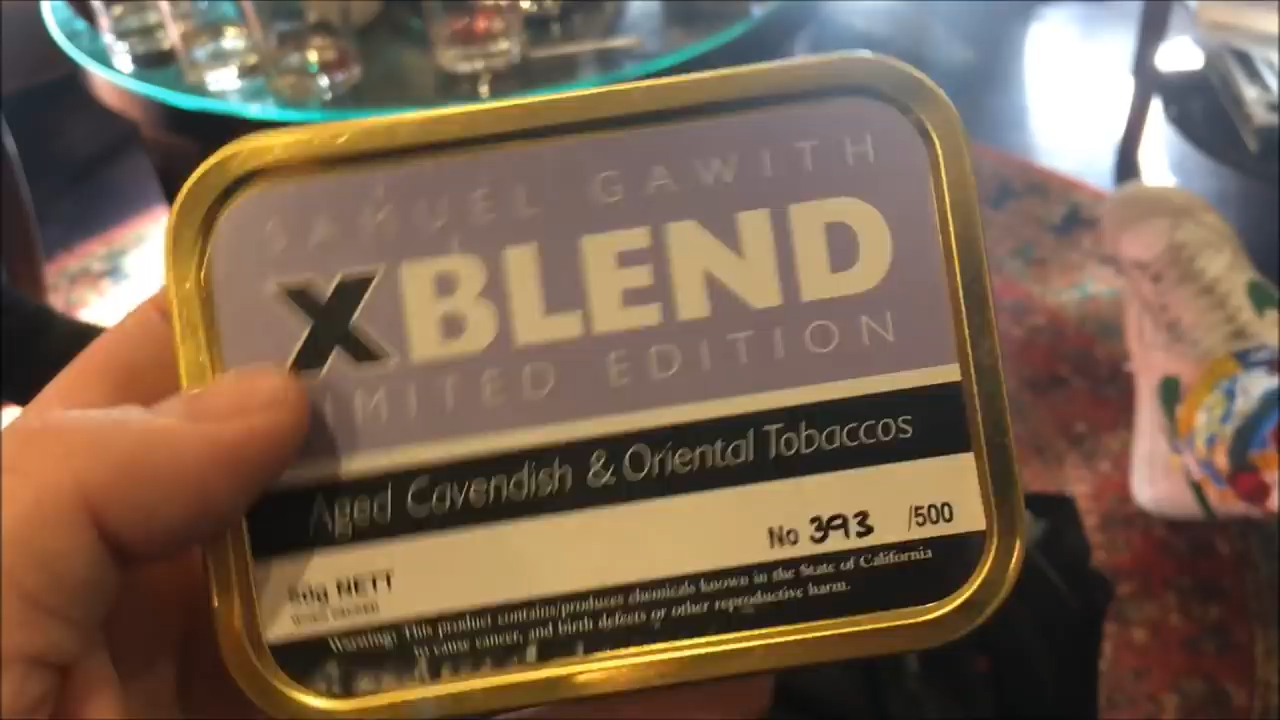 SAMUEL GAWITH
XBLEND
LIMITED EDITION
Aged Cavendish & Oriental Tobaccos
No 393 /500
50g NETT
Warning: This product contains/produces chemicals known in the State of California
to cause cancer, and birth defects or other reproductive harm.